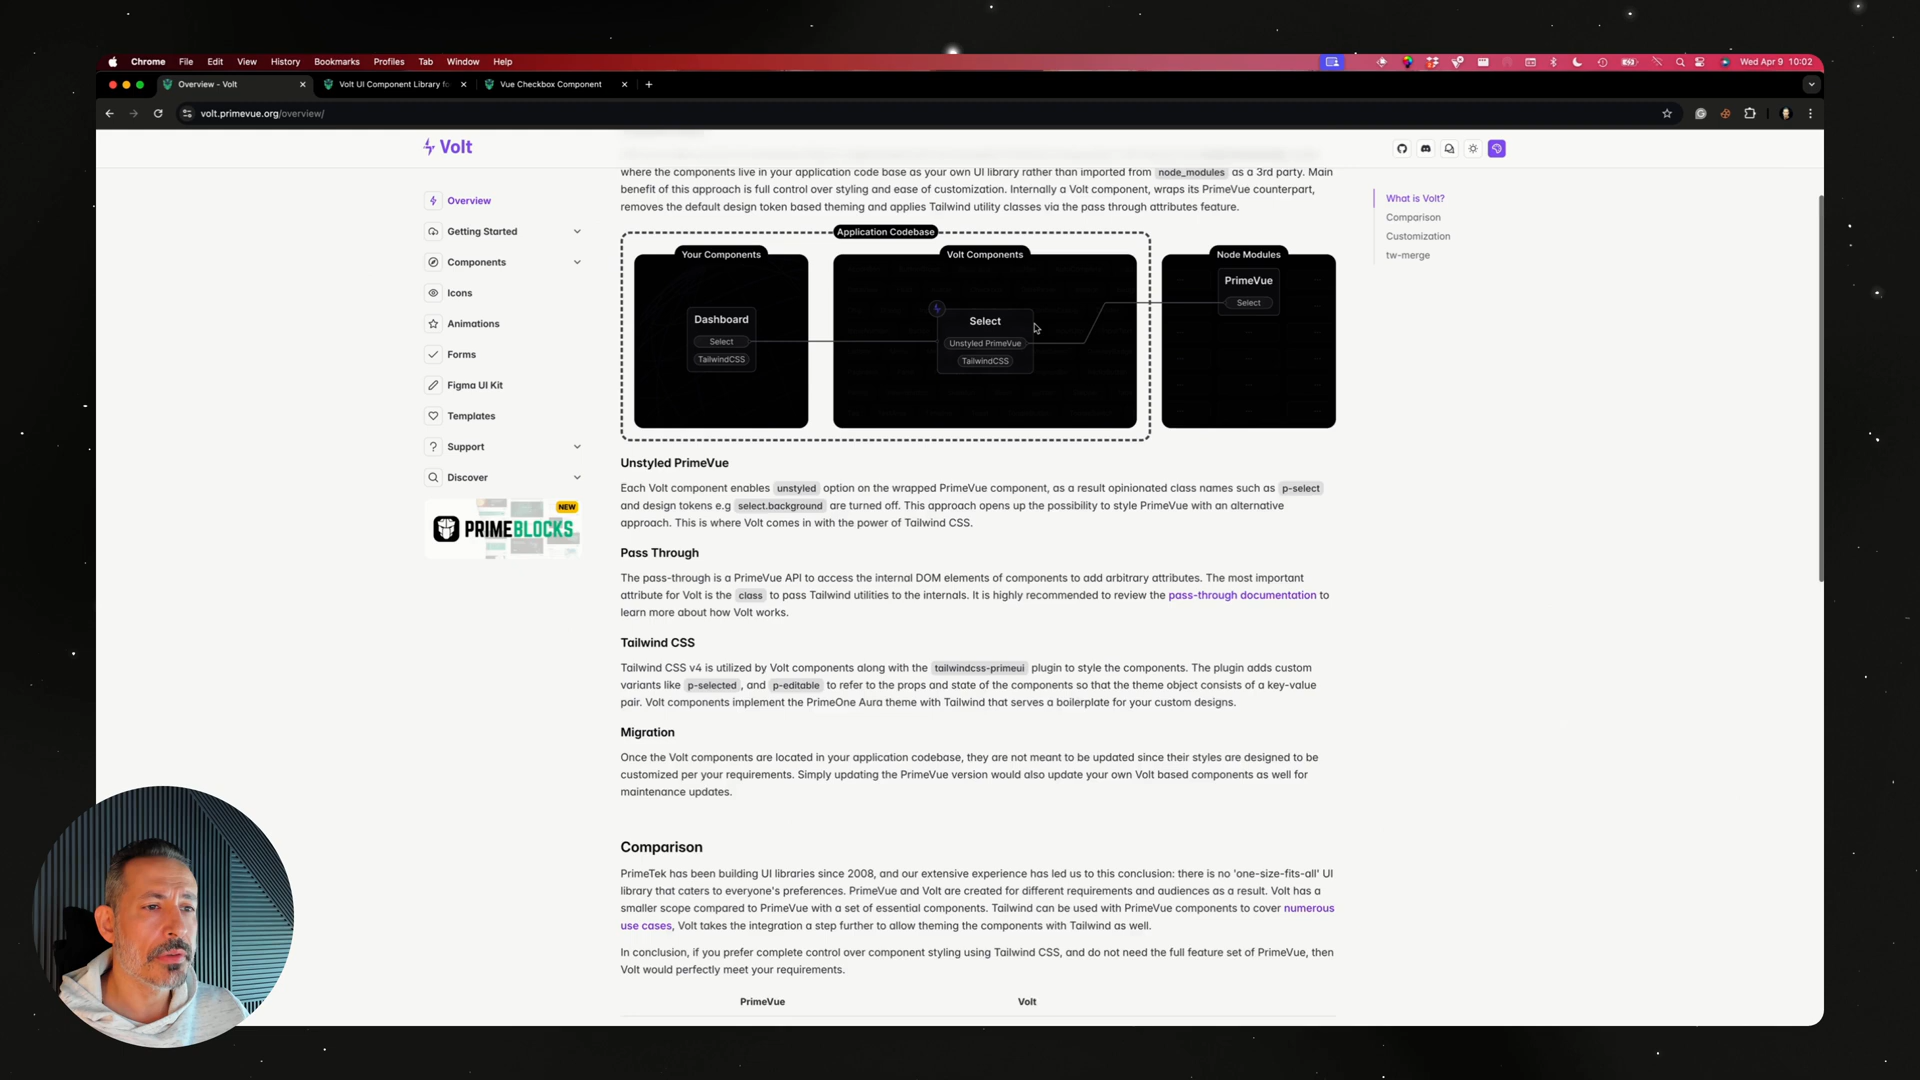 Chrome File Edit View History Bookmarks Profiles Tab Window Help Wed Apr 9 10:02
Overview - Volt Volt UI Component Library fo Vue Checkbox Component
volt.primevue.org/overview/
Volt
Overview
Getting Started
Components
Icons
Animations
Forms
Figma UI Kit
Templates
Support
Discover
NEW
PRIMEBLOCKS
where the components live in your application code base as your own UI library rather than imported from node_modules as a 3rd party. Main
benefit of this approach is full control over styling and ease of customization. Internally a Volt component, wraps its PrimeVue counterpart,
removes the default design token based theming and applies Tailwind utility classes via the pass through attributes feature.
Application Codebase
Your Components
Dashboard
Select
TailwindCSS
Volt Components
Select
Unstyled PrimeVue
TailwindCSS
Node Modules
PrimeVue
Select
Unstyled PrimeVue
Each Volt component enables unstyled option on the wrapped PrimeVue component, as a result opinionated class names such as p-select
and design tokens e.g select.background are turned off. This approach opens up the possibility to style PrimeVue with an alternative
approach. This is where Volt comes in with the power of Tailwind CSS.
Pass Through
The pass-through is a PrimeVue API to access the internal DOM elements of components to add arbitrary attributes. The most important
attribute for Volt is the class to pass Tailwind utilities to the internals. It is highly recommended to review the pass-through documentation to
learn more about how Volt works.
Tailwind CSS
Tailwind CSS v4 is utilized by Volt components along with the tailwindcss-primeui plugin to style the components. The plugin adds custom
variants like p-selected, and p-editable to refer to the props and state of the components so that the theme object consists of a key-value
pair. Volt components implement the PrimeOne Aura theme with Tailwind that serves a boilerplate for your custom designs.
Migration
Once the Volt components are located in your application codebase, they are not meant to be updated since their styles are designed to be
customized per your requirements. Simply updating the PrimeVue version would also update your own Volt based components as well for
maintenance updates.
Comparison
PrimeTek has been building UI libraries since 2008, and our extensive experience has led us to this conclusion: there is no 'one-size-fits-all' UI
library that caters to everyone's preferences. PrimeVue and Volt are created for different requirements and audiences as a result. Volt has a
smaller scope compared to PrimeVue with a set of essential components. Tailwind can be used with PrimeVue components to cover numerous
use cases, Volt takes the integration a step further to allow theming the components with Tailwind as well.
In conclusion, if you prefer complete control over component styling using Tailwind CSS, and do not need the full feature set of PrimeVue, then
Volt would perfectly meet your requirements.
PrimeVue Volt
What is Volt?
Comparison
Customization
tw-merge